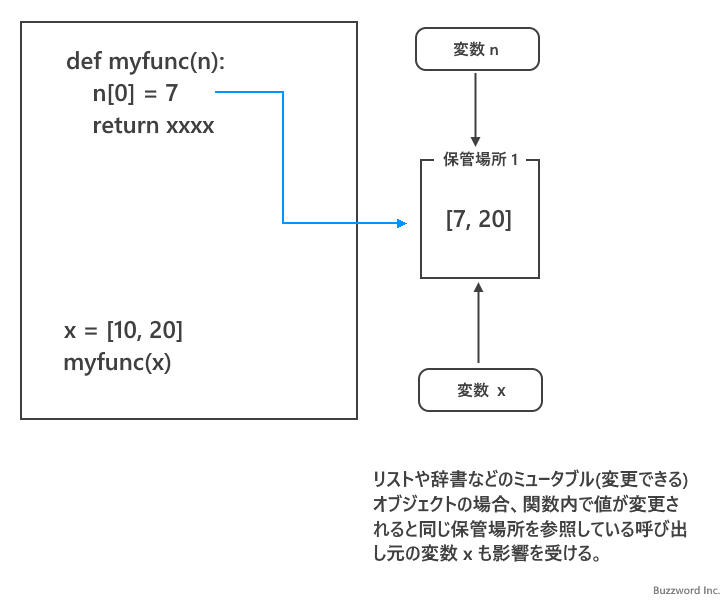 def myfunc(n):
n[0] = 7
return xxxx
x = [10, 20]
myfunc(x)
変数 n
保管場所 1
[7, 20]
変数 x
リストや辞書などのミュータブル(変更できる)
オブジェクトの場合、関数内で値が変更さ
れると同じ保管場所を参照している呼び出
し元の変数 x も影響を受ける。
Buzzword Inc.